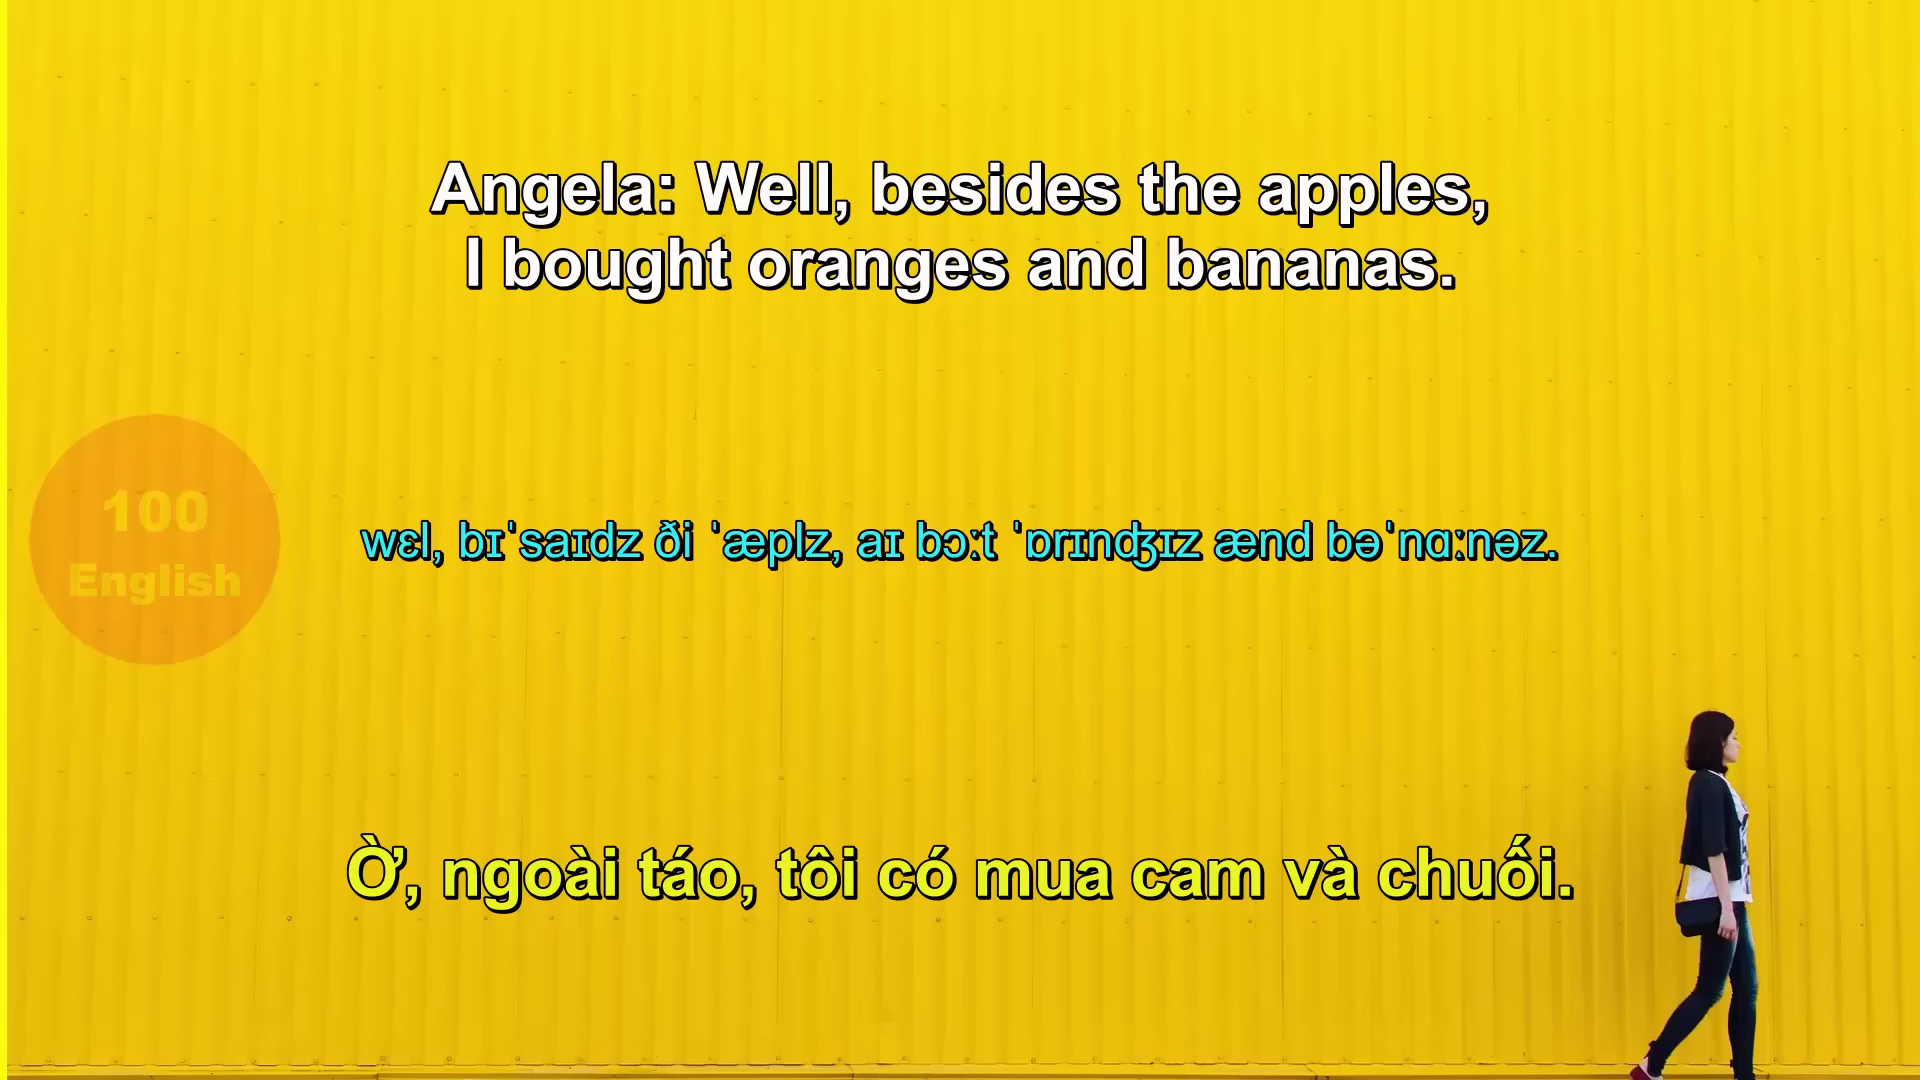 Angela: Well, besides the apples,
I bought oranges and bananas.
100
English
wɛl, bɪˈsaɪdz ði ˈæplz, aɪ bɔːt ˈɒrɪnʤɪz ænd bəˈnɑːnəz.
Ờ, ngoài táo, tôi có mua cam và chuối.